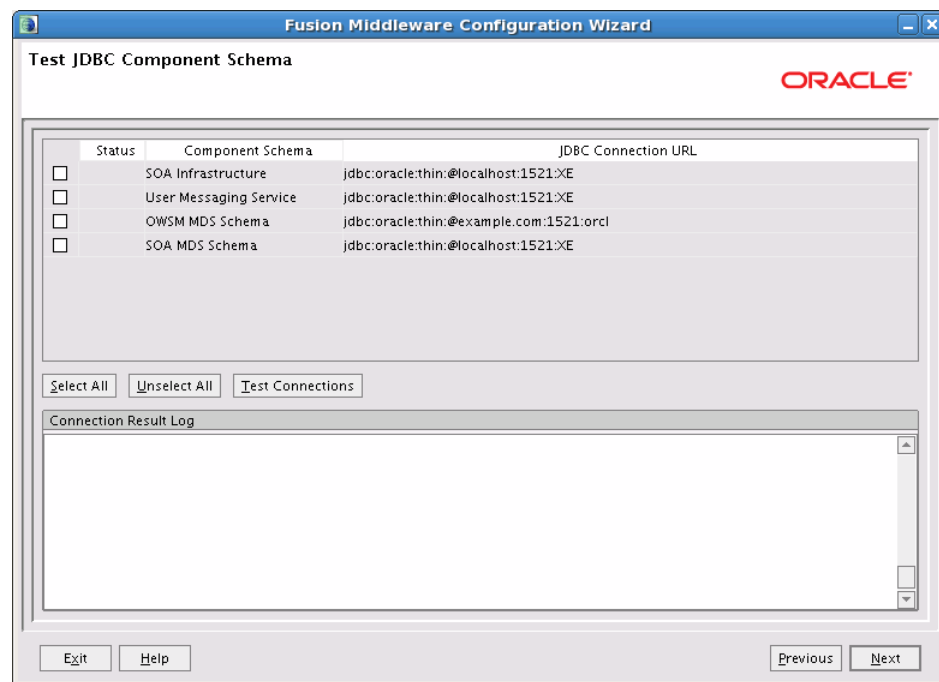 Fusion Middleware Configuration Wizard
Test JDBC Component Schema
ORACLE
Status Component Schema JDBC Connection URL
SOA Infrastructure jdbc:oracle:thin:@localhost:1521:XE
User Messaging Service jdbc:oracle:thin:@localhost:1521:XE
OWSM MDS Schema jdbc:oracle:thin:@example.com:1521:orcl
SOA MDS Schema jdbc:oracle:thin:@localhost:1521:XE
Select All Unselect All Test Connections
Connection Result Log
Exit Help Previous Next